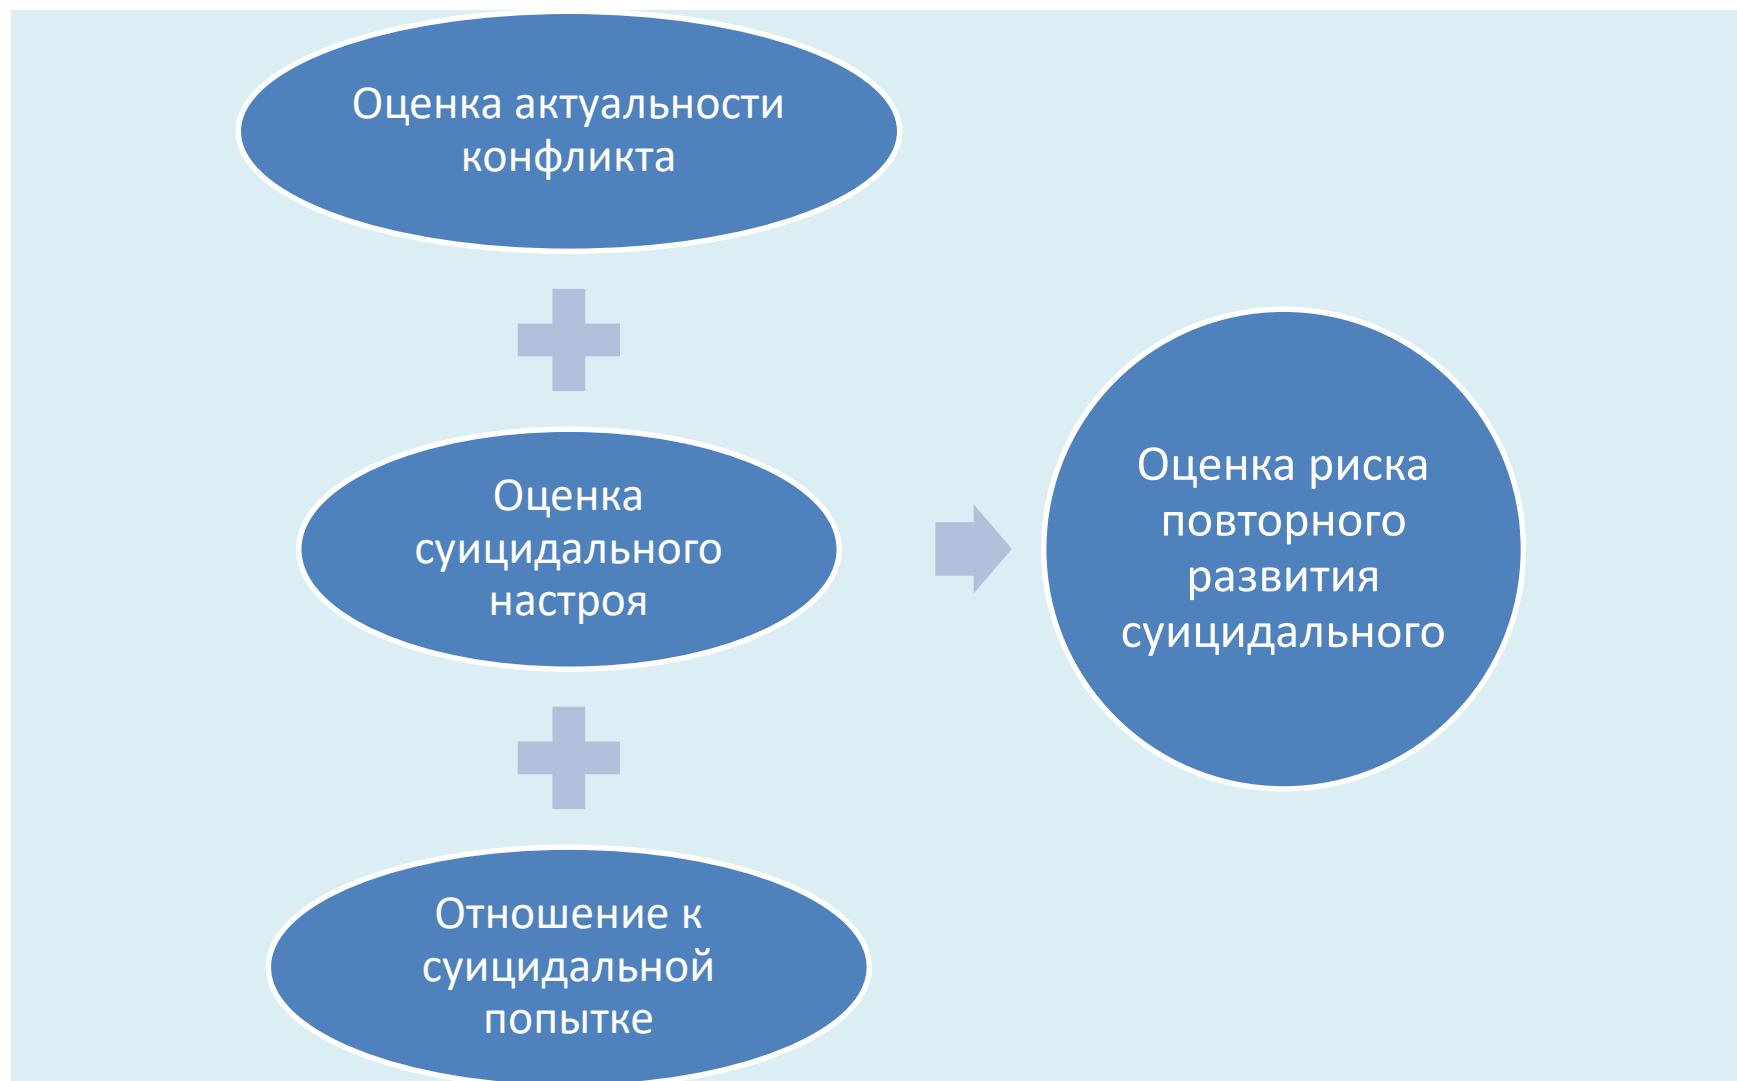 Оценка актуальности
конфликта
Оценка
суицидального
настроя
Отношение к
суицидальной
попытке
Оценка риска
повторного
развития
суицидального